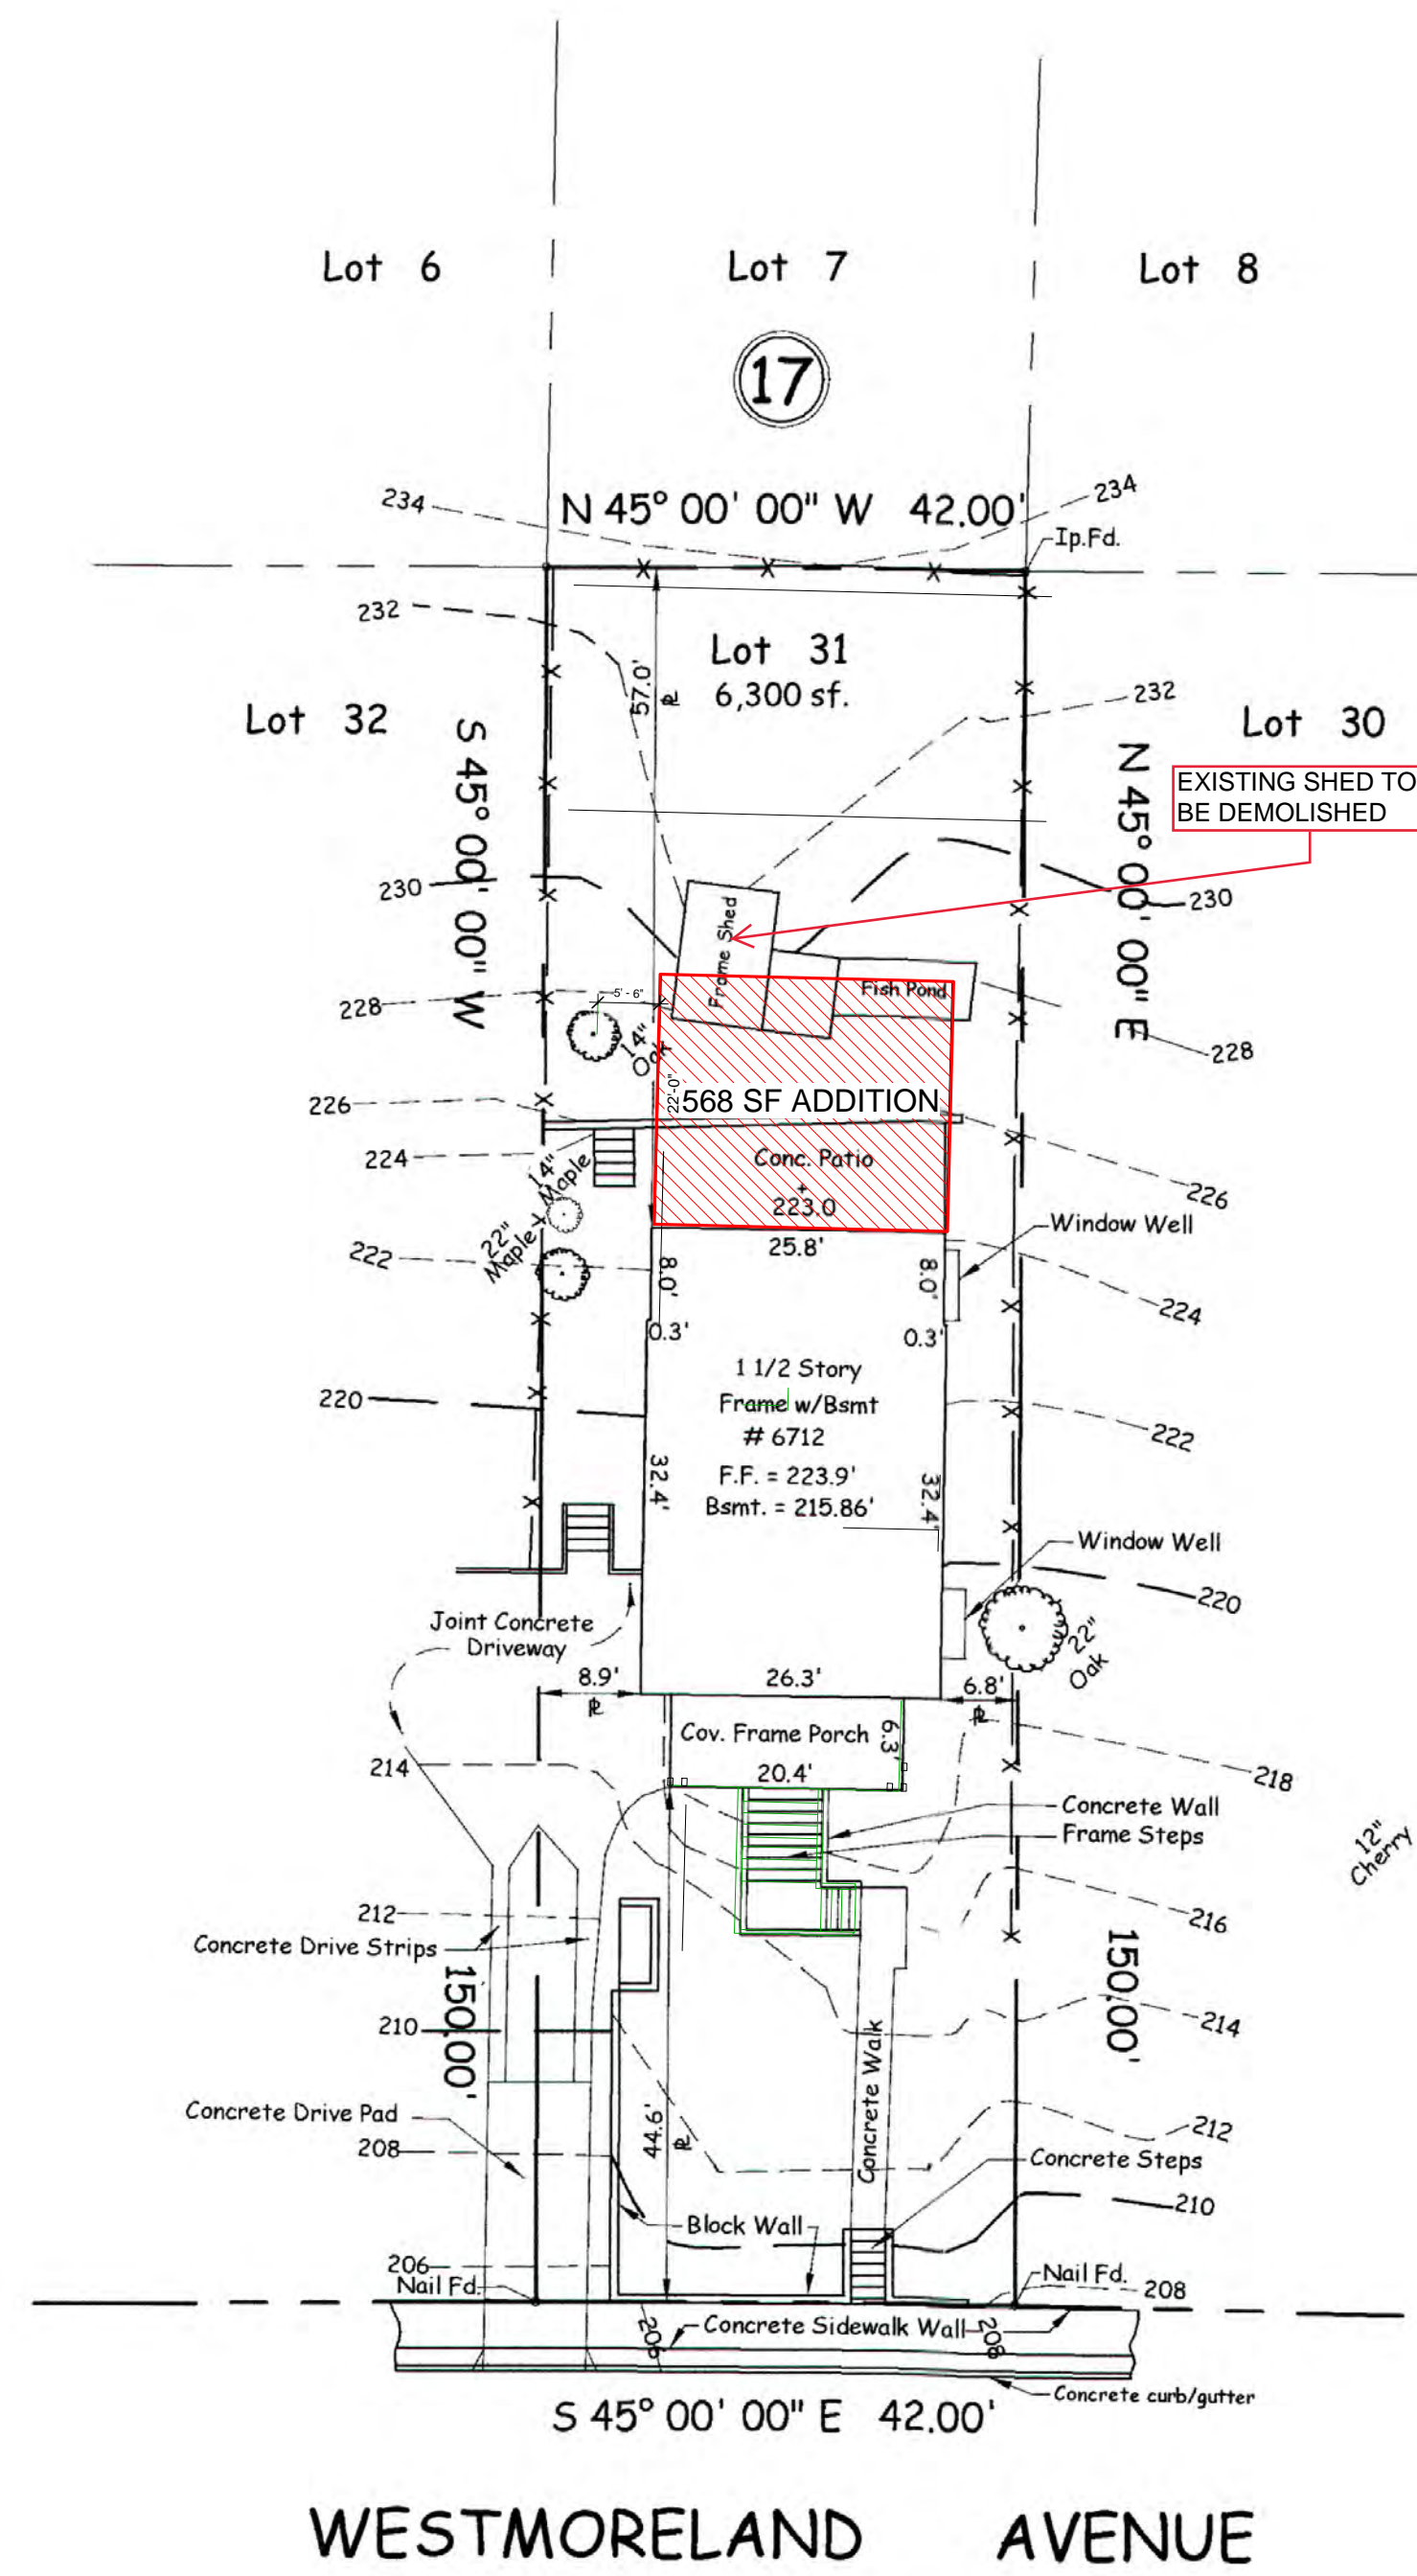 Lot 6
Lot 7
Lot 8
17
234
N 45° 00' 00" W 42.00'
234
Ip.Fd.
232
Lot 31
6,300 sf.
57.0'
232
Lot 32
Lot 30
S 45° 00' 00" W
N 45° 00' 00" E
EXISTING SHED TO
BE DEMOLISHED
230
Frame Shed
230
Fish Pond
228
5' - 6"
14"
Oak
228
22'-0"
568 SF ADDITION
226
224
14"
Maple
Conc. Patio
+
223.0
226
22"
Maple
Window Well
25.8'
222
8.0'
8.0'
224
0.3'
0.3'
1 1/2 Story
Frame w/Bsmt
# 6712
F.F. = 223.9'
Bsmt. = 215.86'
220
222
32.4'
32.4'
Window Well
220
Joint Concrete
Driveway
22"
Oak
8.9'
26.3'
6.8'
Cov. Frame Porch
6.3'
20.4'
214
218
Concrete Wall
Frame Steps
12"
Cherry
212
216
Concrete Drive Strips
150.00'
150.00'
210
214
Concrete Walk
Concrete Drive Pad
44.6'
212
208
Concrete Steps
210
Block Wall
206
Nail Fd.
Nail Fd.
208
206
Concrete Sidewalk Wall
208
Concrete curb/gutter
S 45° 00' 00" E 42.00'
WESTMORELAND AVENUE